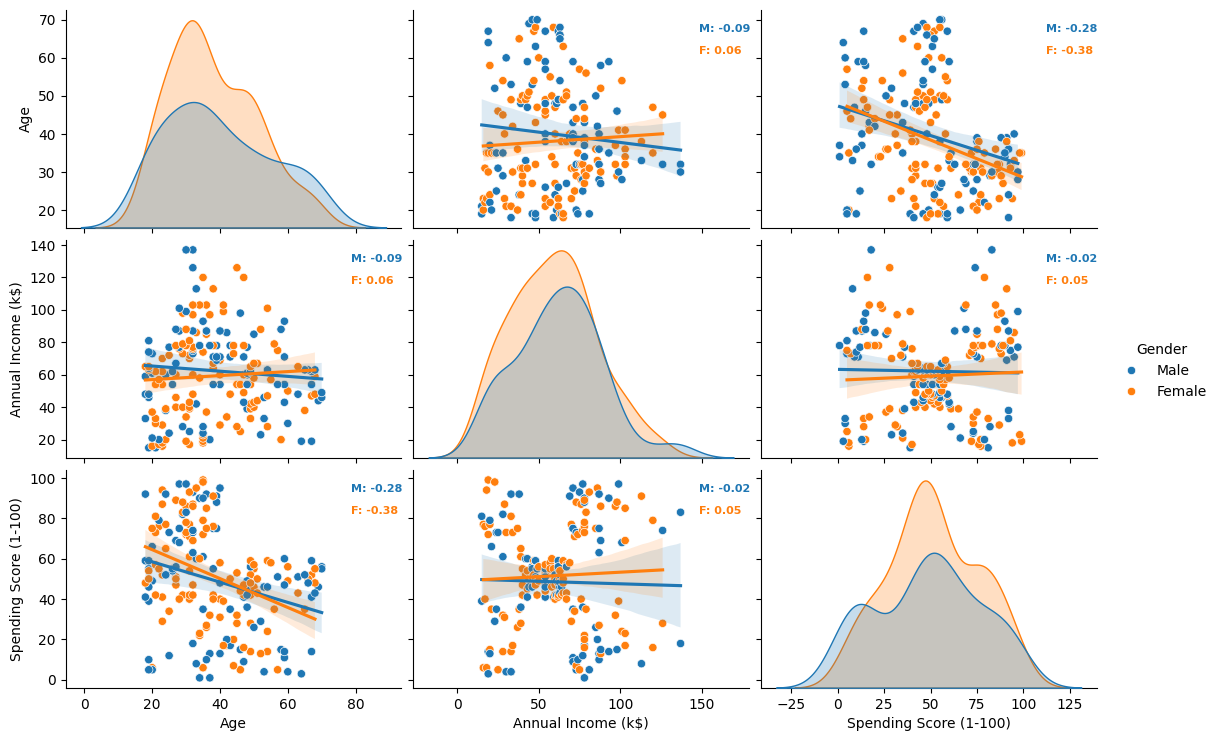 70
60
50
40
30
20
Age
M: -0.09
F: 0.06
M: -0.28
F: -0.38
140
120
100
80
60
40
20
Annual Income (k$)
M: -0.09
F: 0.06
M: -0.02
F: 0.05
Gender
Male
Female
100
80
60
40
20
0
Spending Score (1-100)
M: -0.28
F: -0.38
M: -0.02
F: 0.05
0 20 40 60 80
Age
0 50 100 150
Annual Income (k$)
−25 0 25 50 75 100 125
Spending Score (1-100)